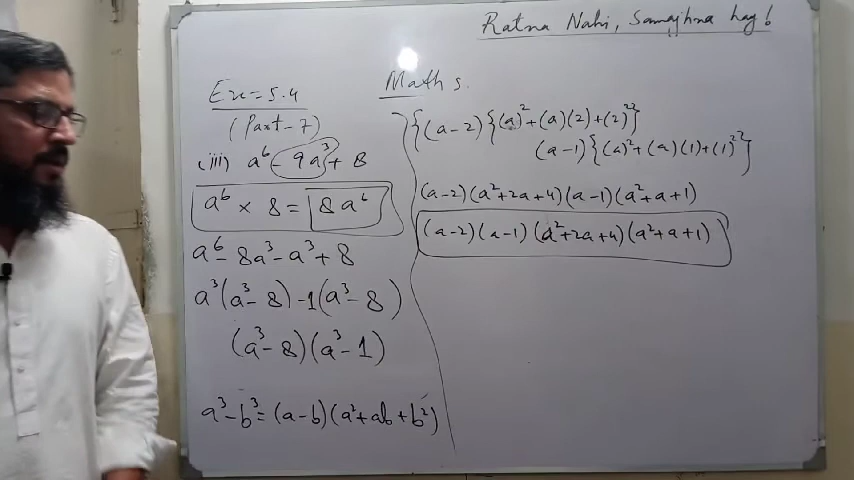 Ratna Nahi, Samajhna hay!
Maths.
Ex=5.4
(Part-7)
(iii) a⁶ - 9a³ + 8
a⁶ × 8 = 8a⁶
a⁶ - 8a³ - a³ + 8
a³(a³ - 8) - 1(a³ - 8)
(a³ - 8)(a³ - 1)
a³ - b³ = (a - b)(a² + ab + b²)
{(a-2){(a)²+(a)(2)+(2)²}}
(a-1){(a)²+(a)(1)+(1)²}}
(a-2)(a²+2a+4)(a-1)(a²+a+1)
(a-2)(a-1)(a²+2a+4)(a²+a+1)